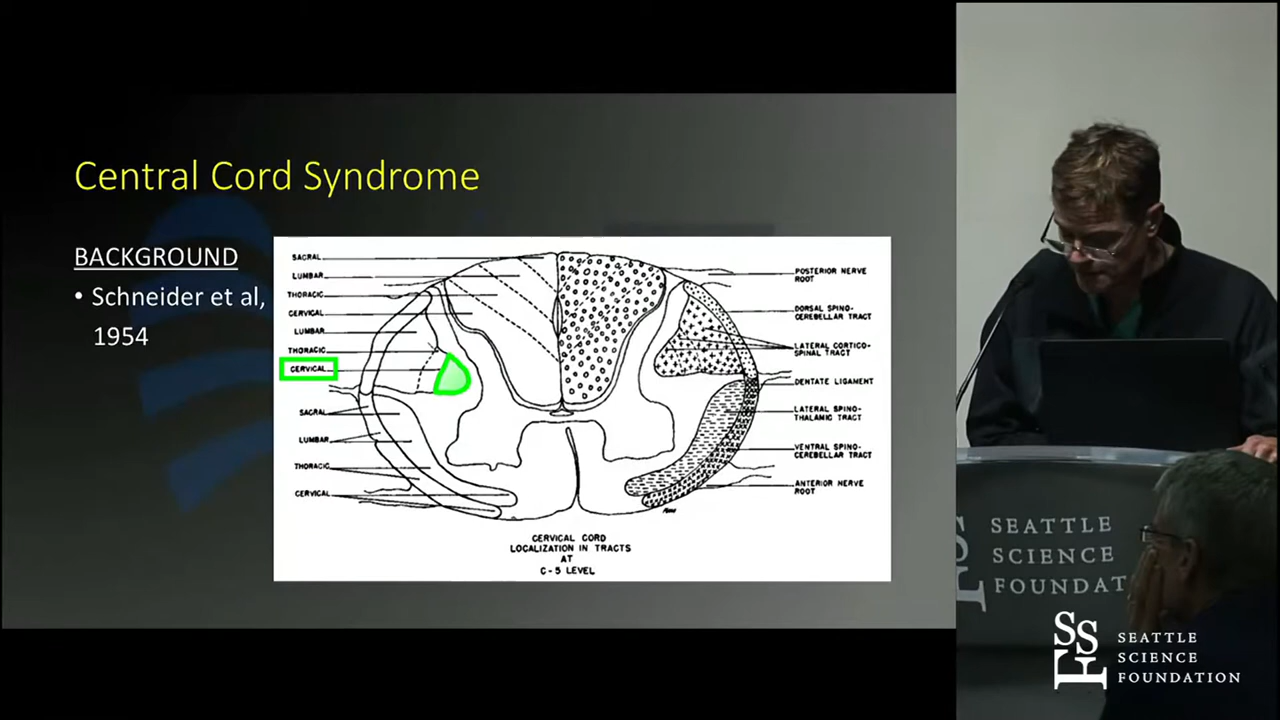 Central Cord Syndrome
BACKGROUND
• Schneider et al,
1954
SACRAL
LUMBAR
THORACIC
CERVICAL
LUMBAR
THORACIC
CERVICAL
SACRAL
LUMBAR
THORACIC
CERVICAL
POSTERIOR NERVE
ROOT
DORSAL SPINO-
CEREBELLAR TRACT
LATERAL CORTICO-
SPINAL TRACT
DENTATE LIGAMENT
LATERAL SPINO-
THALAMIC TRACT
VENTRAL SPINO-
CEREBELLAR TRACT
ANTERIOR NERVE
ROOT
CERVICAL CORD
LOCALIZATION IN TRACTS
AT
C-5 LEVEL
SEATTLE
SCIENCE
FOUNDAT
SSF
SEATTLE
SCIENCE
FOUNDATION